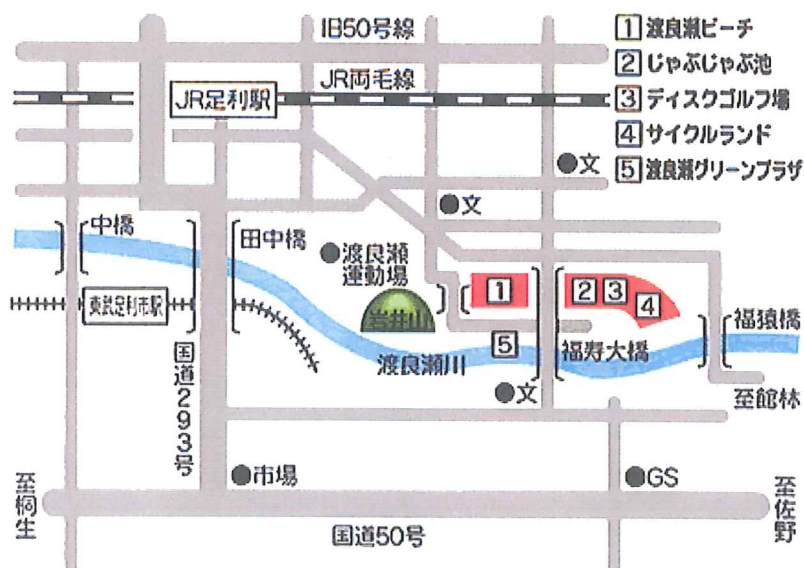 旧50号線
JR両毛線
JR足利駅
1 渡良瀬ビーチ
2 じゃぶじゃぶ池
3 ディスクゴルフ場
4 サイクルランド
5 渡良瀬グリーンプラザ
文
文
中橋
田中橋
渡良瀬
運動場
1
2 3 4
岩井山
東武足利市駅
福猿橋
渡良瀬川
5
福寿大橋
国道293号
文
至館林
市場
GS
至桐生
国道50号
至佐野